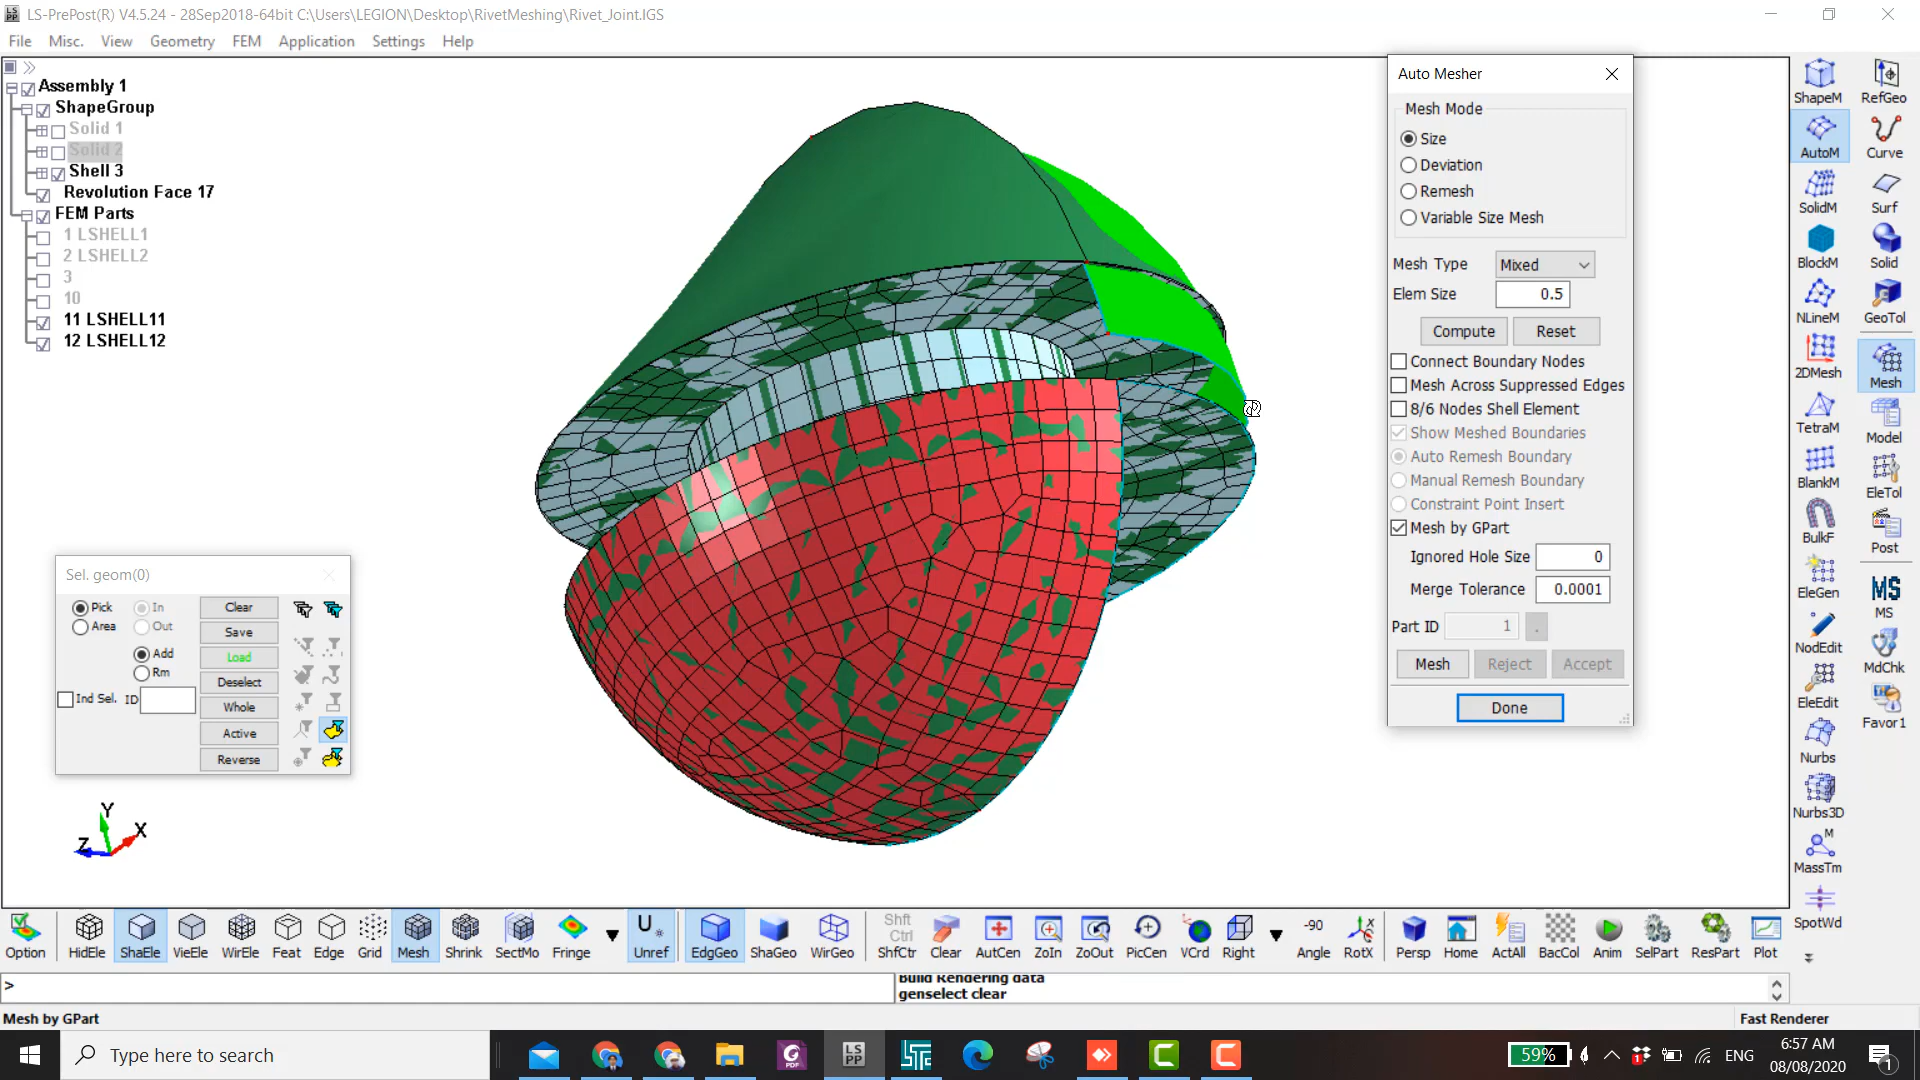 LS-PrePost(R) V4.5.24 - 28Sep2018-64bit C:\Users\LEGION\Desktop\RivetMeshing\Rivet_Joint.IGS
File Misc. View Geometry FEM Application Settings Help
Assembly 1
ShapeGroup
Solid 1
Solid 2
Shell 3
Revolution Face 17
FEM Parts
1 LSHELL1
2 LSHELL2
3
10
11 LSHELL11
12 LSHELL12
Sel. geom(0)
Pick In Clear
Area Out Save
Add Load
Rm Deselect
Ind Sel. ID Whole
Active
Reverse
Y
X
Z
Auto Mesher
Mesh Mode
Size
Deviation
Remesh
Variable Size Mesh
Mesh Type Mixed
Elem Size 0.5
Compute Reset
Connect Boundary Nodes
Mesh Across Suppressed Edges
8/6 Nodes Shell Element
Show Meshed Boundaries
Auto Remesh Boundary
Manual Remesh Boundary
Constraint Point Insert
Mesh by GPart
Ignored Hole Size 0
Merge Tolerance 0.0001
Part ID 1 .
Mesh Reject Accept
Done
ShapeM RefGeo
AutoM Curve
SolidM Surf
BlockM Solid
NLineM GeoTol
2DMesh Mesh
TetraM Model
BlankM EleTol
BulkF Post
EleGen MS
MS
NodEdit MdChk
EleEdit Favor1
Nurbs
Nurbs3D
M
MassTm
SpotWd
U Shft Ctrl -90
Option HidEle ShaEle VieEle WirEle Feat Edge Grid Mesh Shrink SectMo Fringe Unref EdgGeo ShaGeo WirGeo ShfCtr Clear AutCen ZoIn ZoOut PicCen VCrd Right Angle RotX Persp Home ActAll BacCol Anim SelPart ResPart Plot
>
Build Rendering data
genselect clear
Mesh by GPart Fast Renderer
Type here to search
LS
PP
PDF
59% ENG
6:57 AM
08/08/2020
1